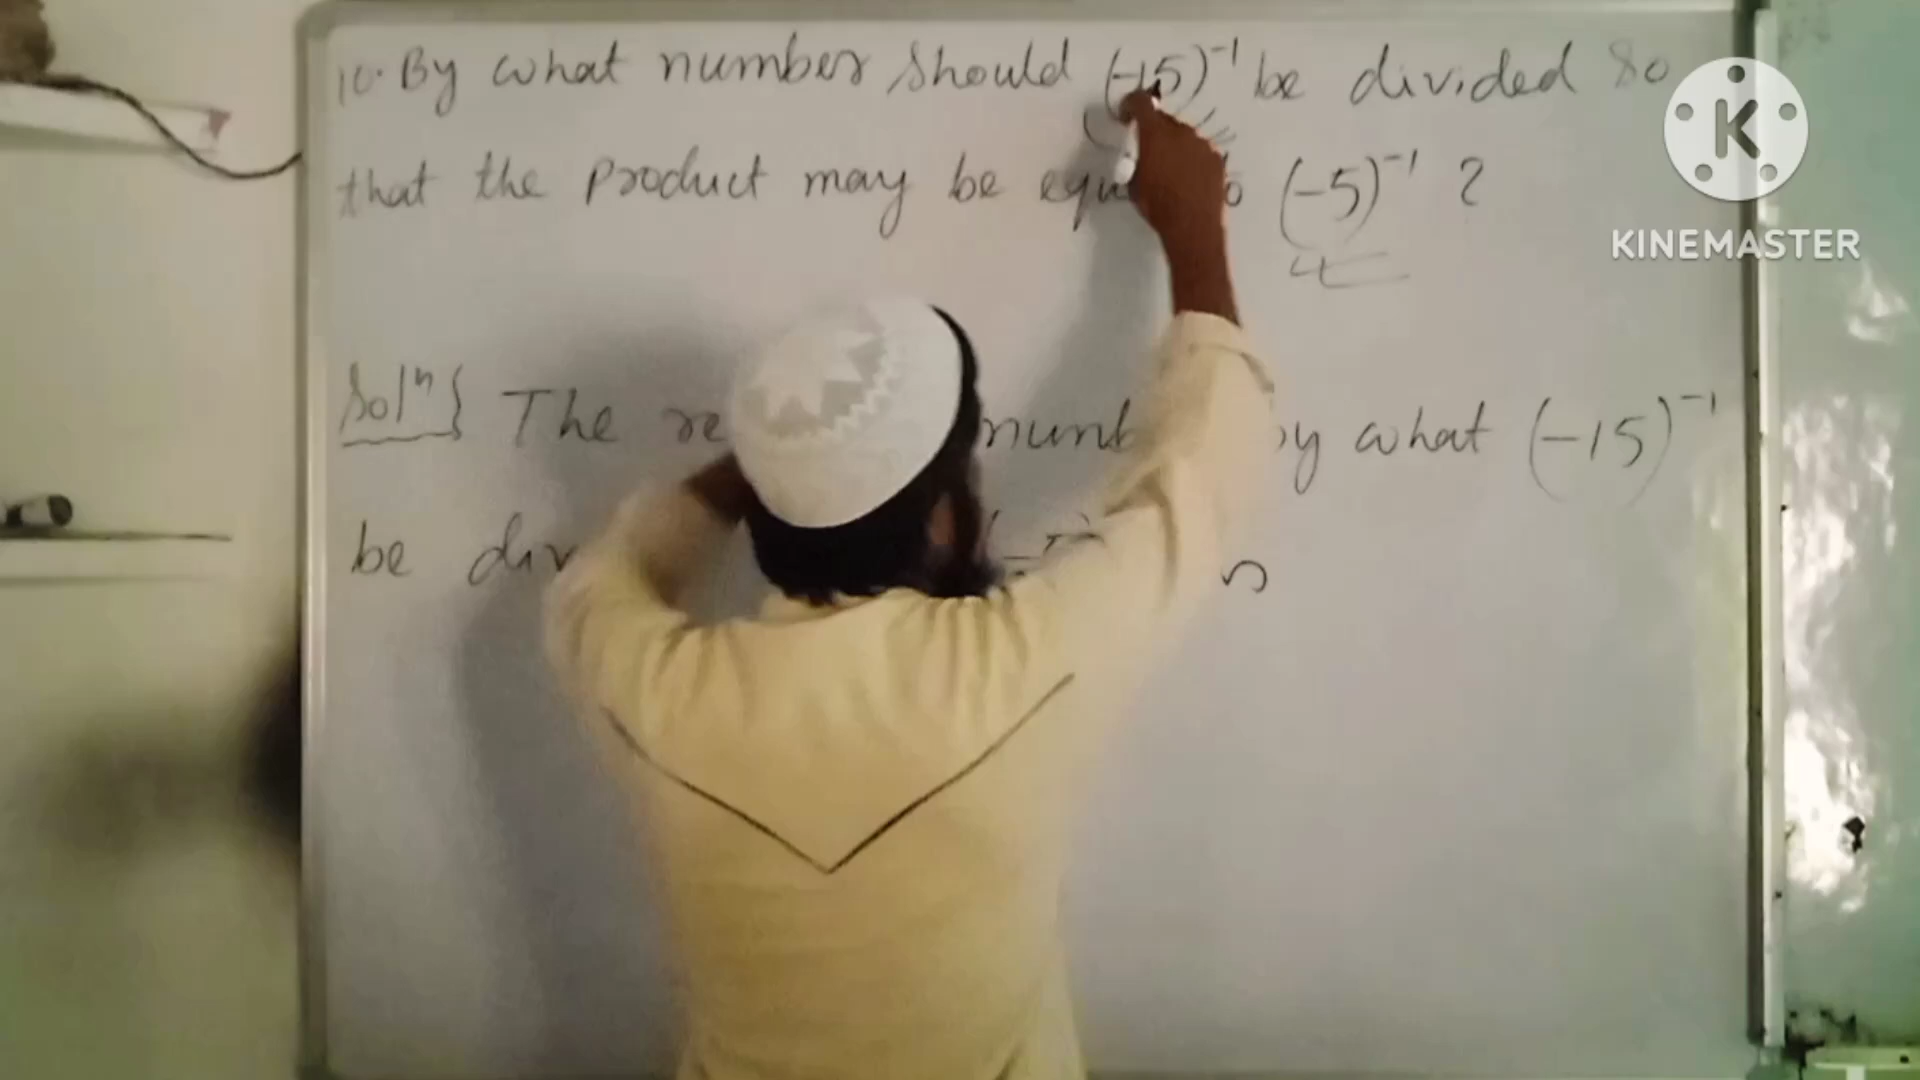 10. By what number should (-15)⁻¹ be divided so
that the product may be to (-5)⁻¹ ?
Solⁿ} The by what (-15)⁻¹
be
K
KINEMASTER